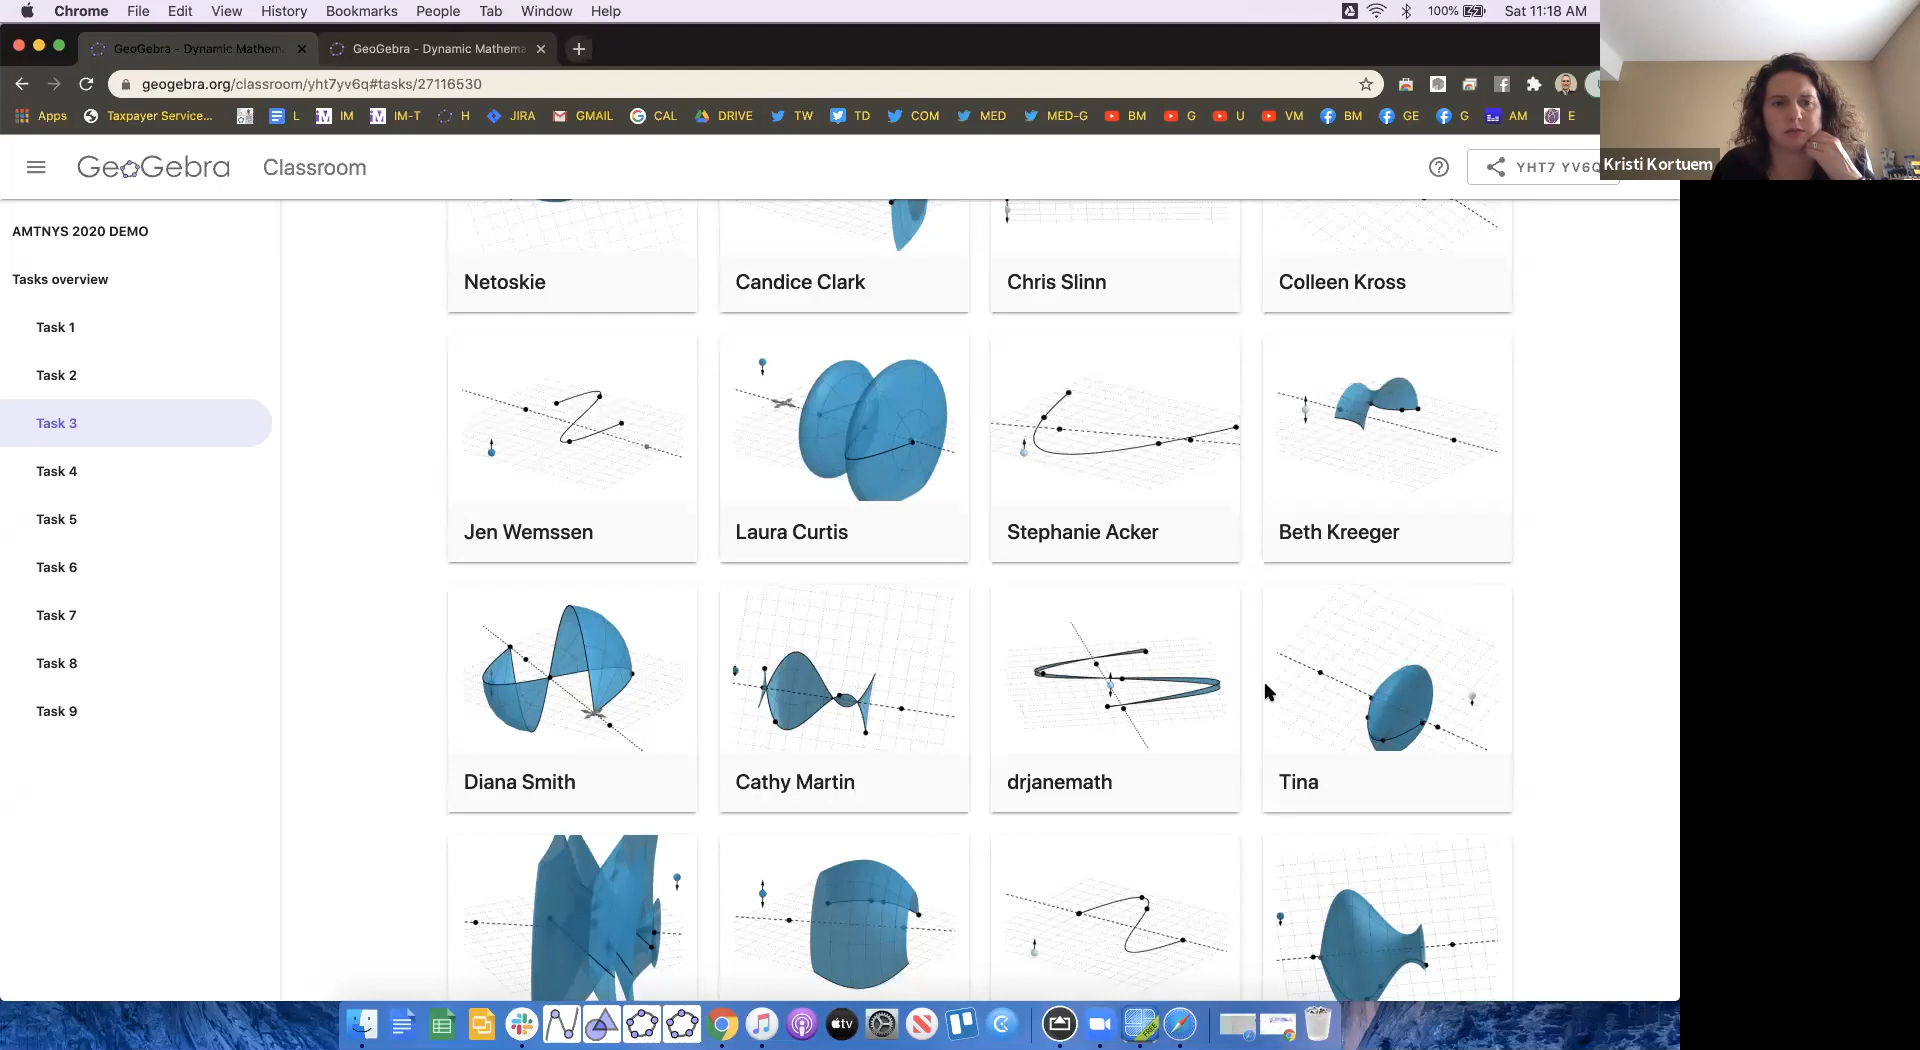 Chrome File Edit View History Bookmarks People Tab Window Help 100% Sat 11:18 AM
GeoGebra - Dynamic Mathem GeoGebra - Dynamic Mathema
geogebra.org/classroom/yht7yv6q#tasks/27116530
Apps Taxpayer Service... L IM IM-T H JIRA GMAIL CAL DRIVE TW TD COM MED MED-G BM G U VM BM GE G AM E
Kristi Kortuem
GeoGebra Classroom YHT7 YV6Q
AMTNYS 2020 DEMO
Tasks overview
Task 1
Task 2
Task 3
Task 4
Task 5
Task 6
Task 7
Task 8
Task 9
Netoskie Candice Clark Chris Slinn Colleen Kross
Jen Wemssen Laura Curtis Stephanie Acker Beth Kreeger
Diana Smith Cathy Martin drjanemath Tina
tv FREE